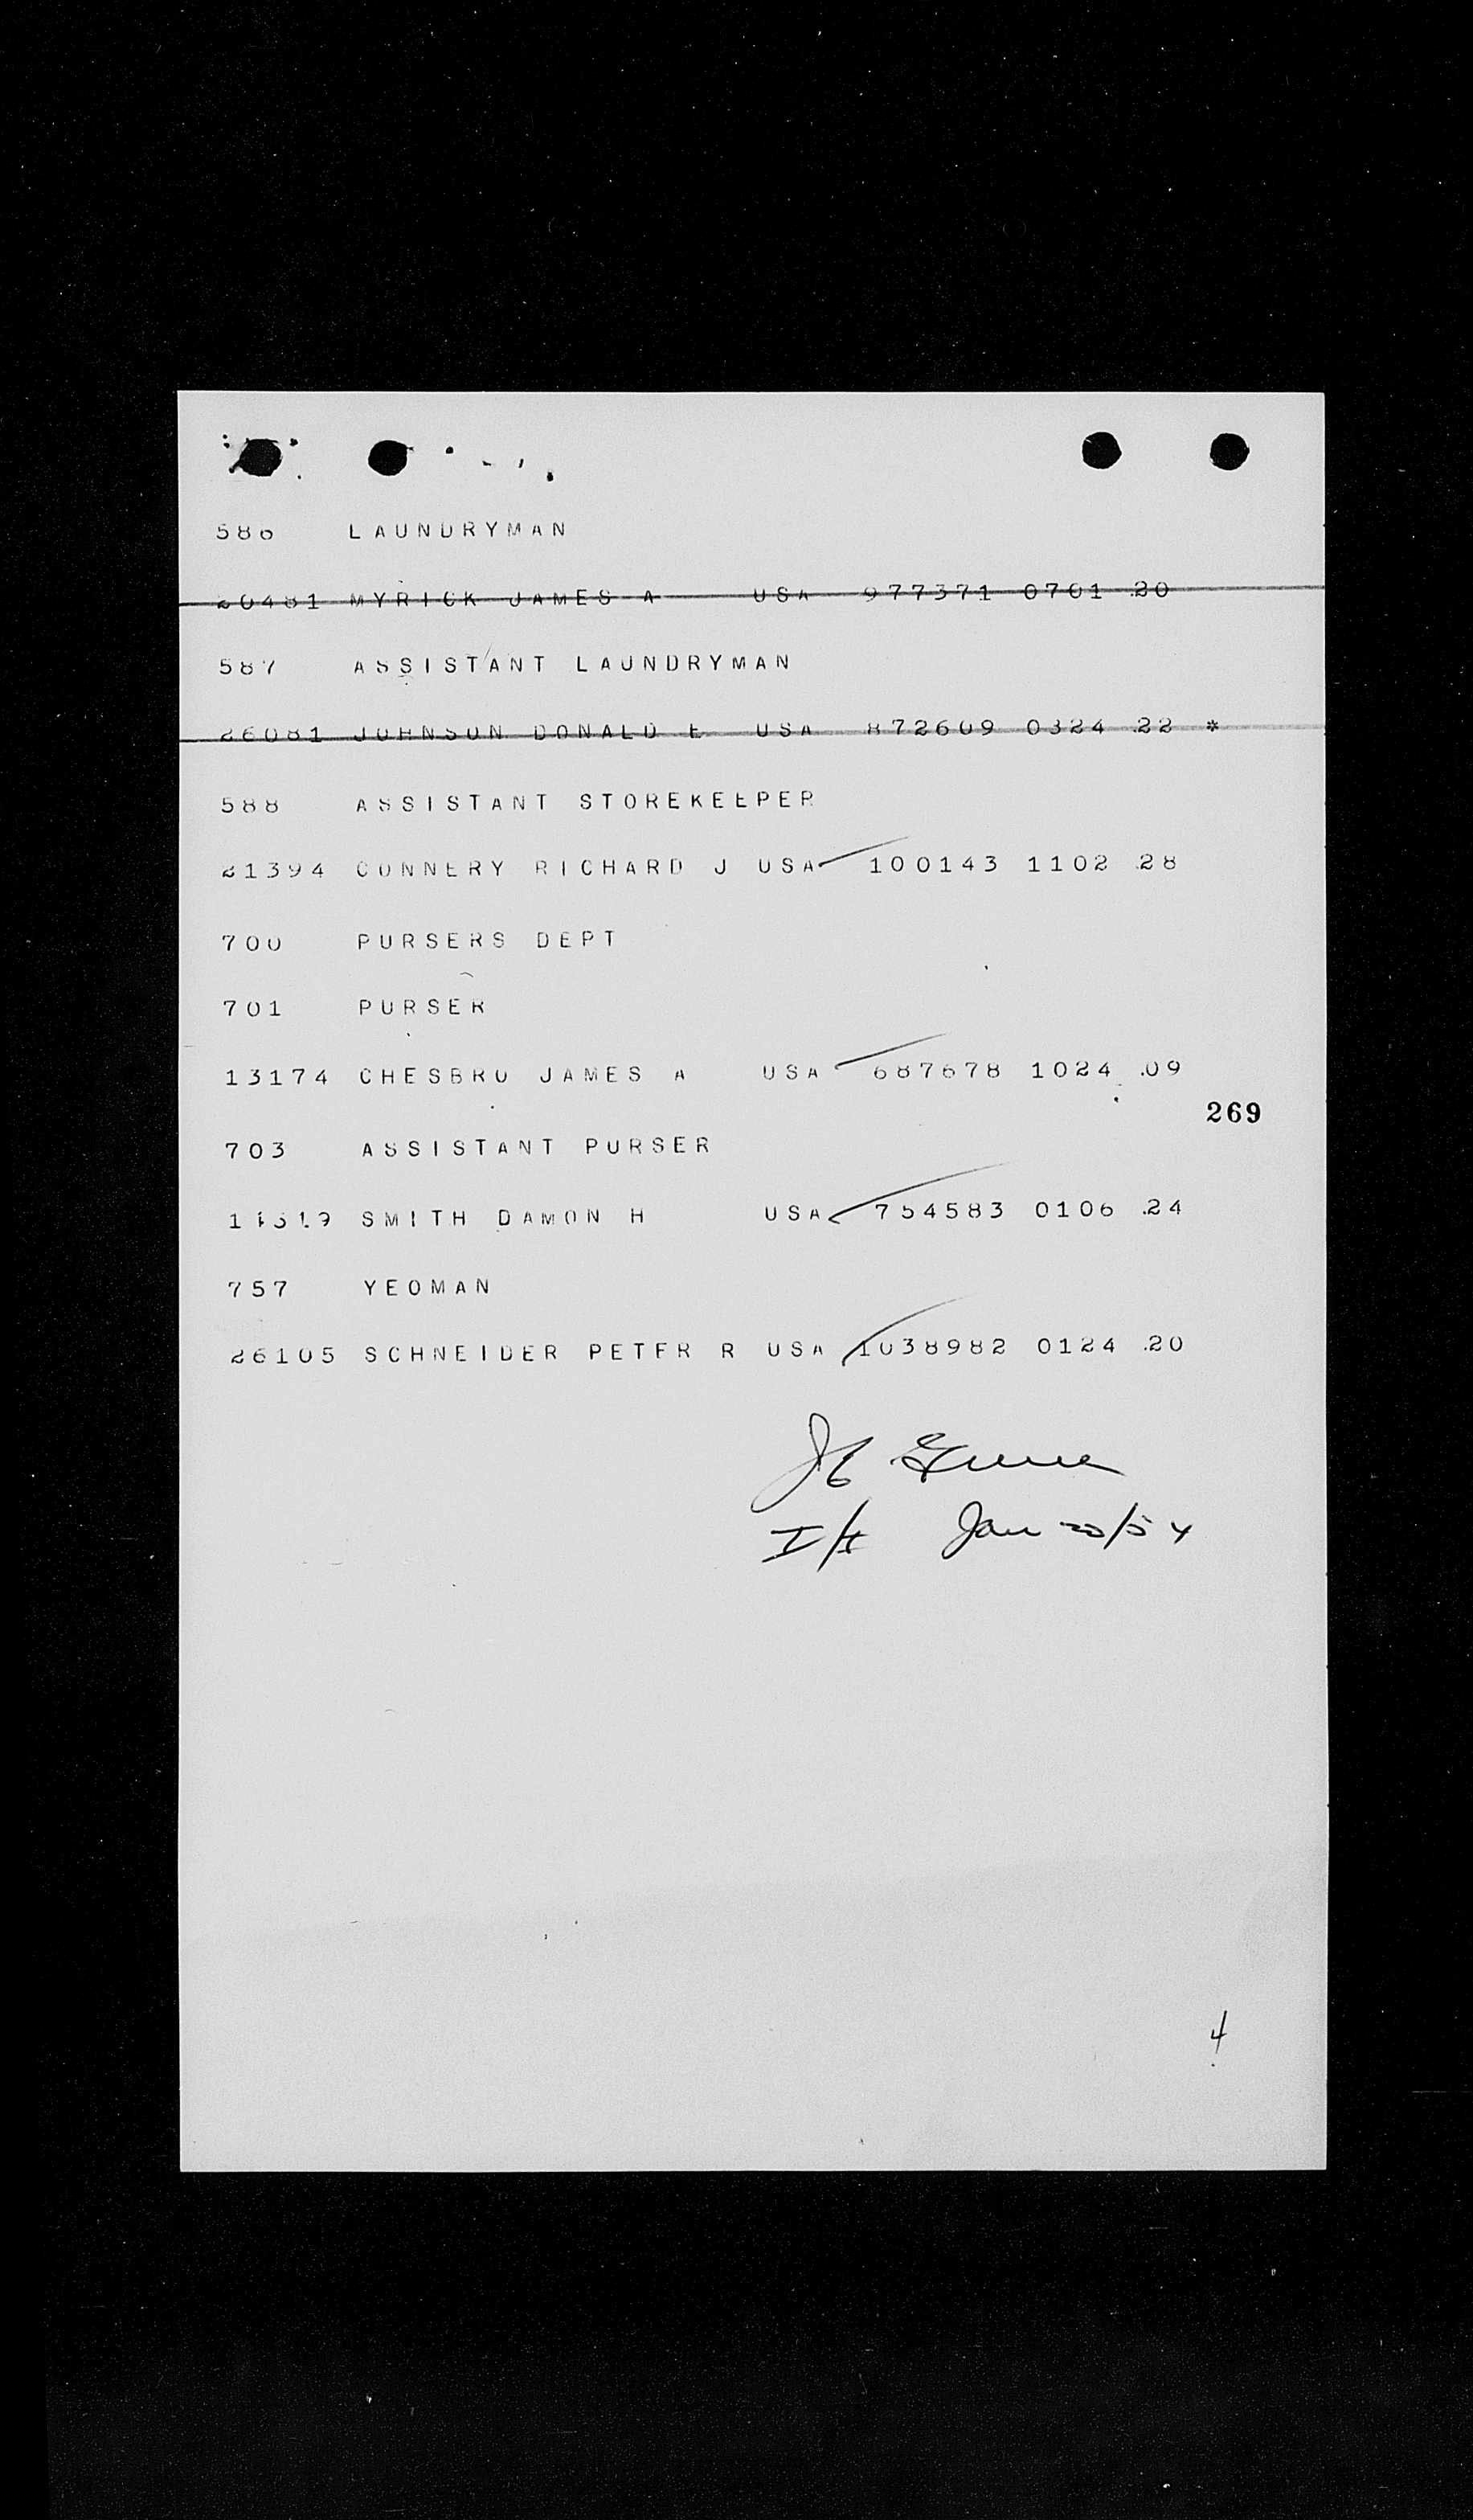 586 LAUNDRYMAN
20481 MYRICK JAMES A USA 977371 0701 20
587 ASSISTANT LAUNDRYMAN
26081 JOHNSON DONALD E USA 872609 0324 22 *
588 ASSISTANT STOREKEEPER
21394 CONNERY RICHARD J USA 100143 1102 28
700 PURSERS DEPT
701 PURSER
13174 CHESBRO JAMES A USA 687678 1024 09
269
703 ASSISTANT PURSER
SMITH DAMON H USA 754583 0106 24
757 YEOMAN
26105 SCHNEIDER PETER R USA 1038982 0124 20
Jan 20/54
4